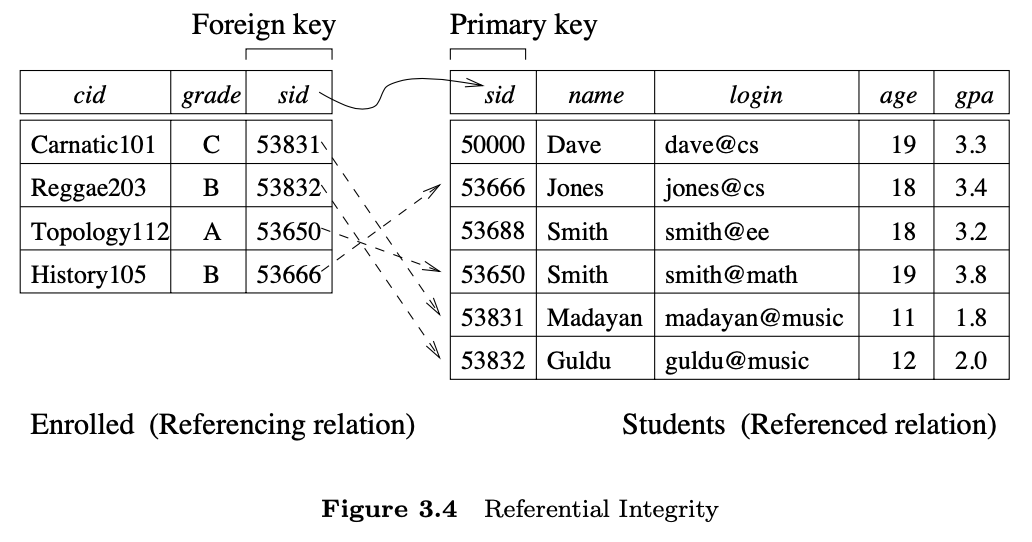 Foreign key Primary key
cid grade sid sid name login age gpa
Carnatic101 C 53831 50000 Dave dave@cs 19 3.3
Reggae203 B 53832 53666 Jones jones@cs 18 3.4
Topology112 A 53650 53688 Smith smith@ee 18 3.2
History105 B 53666 53650 Smith smith@math 19 3.8
53831 Madayan madayan@music 11 1.8
53832 Guldu guldu@music 12 2.0
Enrolled (Referencing relation) Students (Referenced relation)
Figure 3.4 Referential Integrity